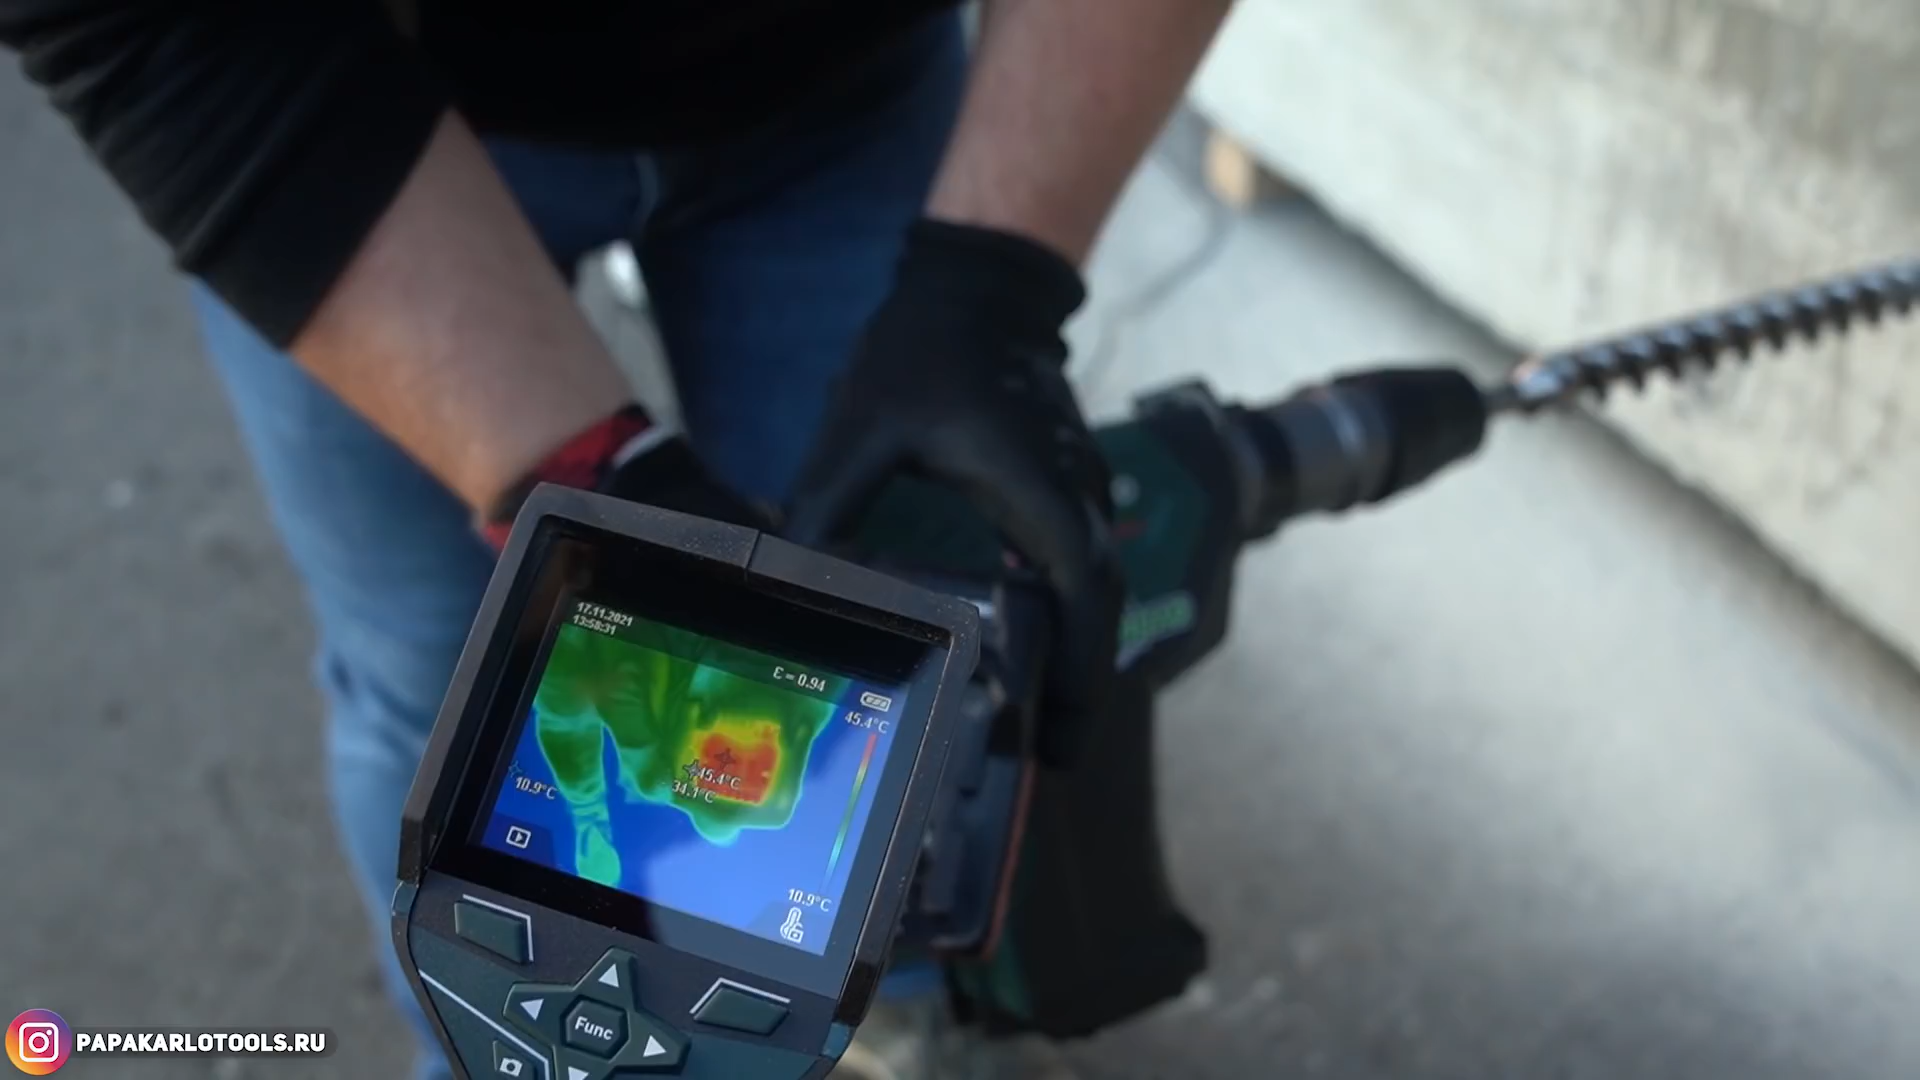 17.11.2021
13:58:31
ε = 0.94
45.4°C
45.4°C
34.1°C
10.9°C
10.9°C
Func
PAPAKARLOTOOLS.RU